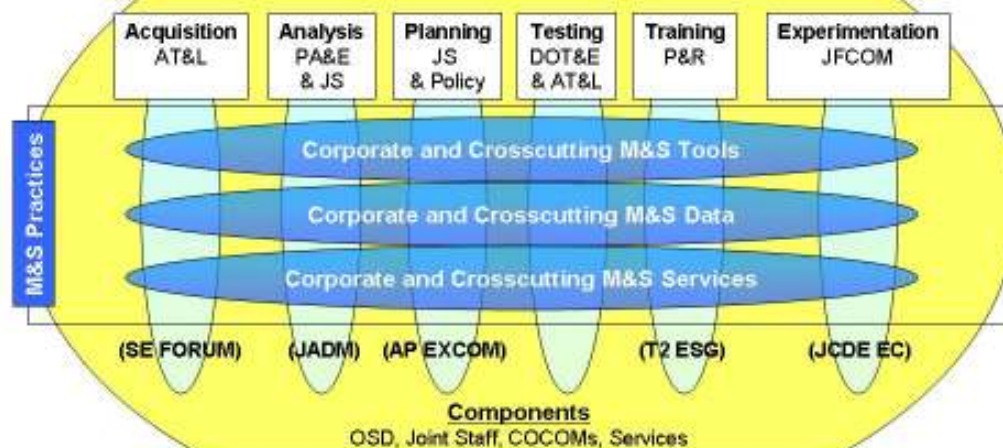 Acquisition
AT&L
Analysis
PA&E
& JS
Planning
JS
& Policy
Testing
DOT&E
& AT&L
Training
P&R
Experimentation
JFCOM
M&S Practices
Corporate and Crosscutting M&S Tools
Corporate and Crosscutting M&S Data
Corporate and Crosscutting M&S Services
(SE FORUM)
(JADM)
(AP EXCOM)
(T2 ESG)
(JCDE EC)
Components
OSD, Joint Staff, COCOMs, Services